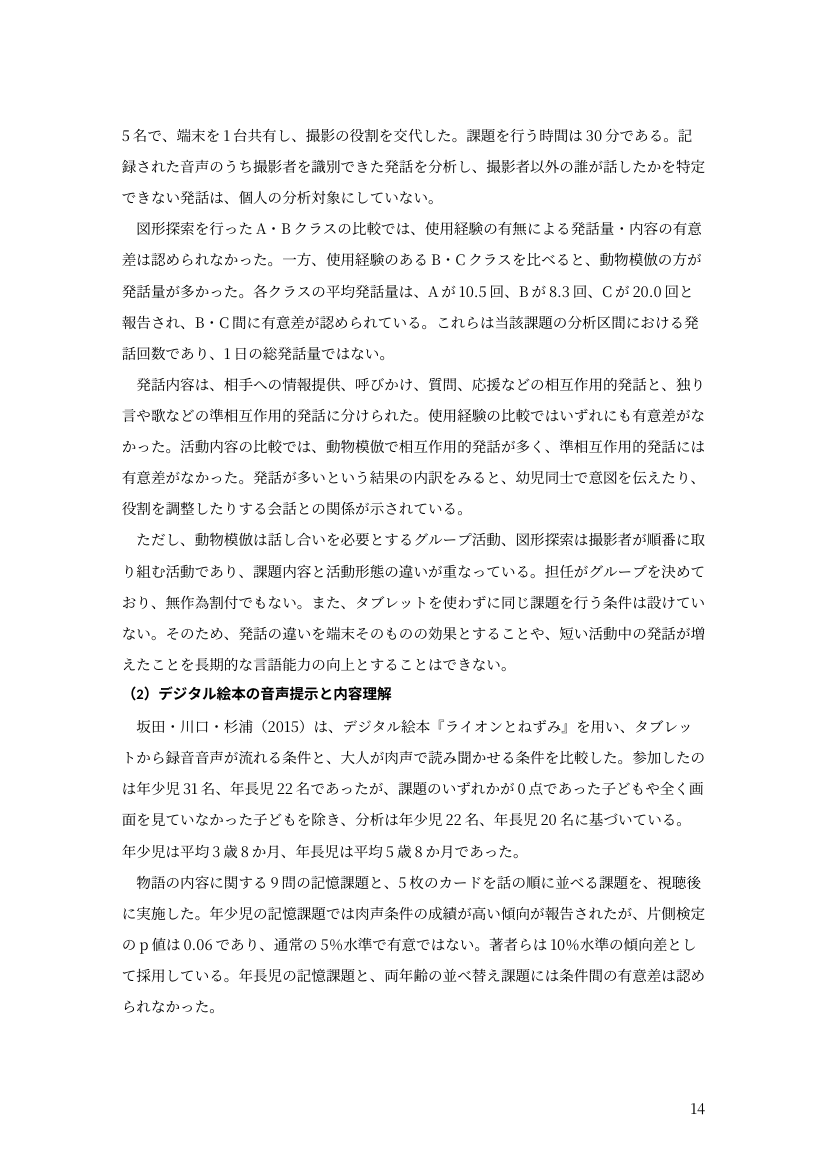 5名で、端末を1台共有し、撮影の役割を交代した。課題を行う時間は30分である。記
録された音声のうち撮影者を識別できた発話を分析し、撮影者以外の誰が話したかを特定
できない発話は、個人の分析対象にしていない。
図形探索を行ったA・Bクラスの比較では、使用経験の有無による発話量・内容の有意
差は認められなかった。一方、使用経験のあるB・Cクラスを比べると、動物模倣の方が
発話量が多かった。各クラスの平均発話量は、Aが10.5回、Bが8.3回、Cが20.0回と
報告され、B・C間に有意差が認められている。これらは当該課題の分析区間における発
話回数であり、1日の総発話量ではない。
発話内容は、相手への情報提供、呼びかけ、質問、応援などの相互作用的発話と、独り
言や歌などの準相互作用的発話に分けられた。使用経験の比較ではいずれにも有意差がな
かった。活動内容の比較では、動物模倣で相互作用的発話が多く、準相互作用的発話には
有意差がなかった。発話が多いという結果の内訳をみると、幼児同士で意図を伝えたり、
役割を調整したりする会話との関係が示されている。
ただし、動物模倣は話し合いを必要とするグループ活動、図形探索は撮影者が順番に取
り組む活動であり、課題内容と活動形態の違いが重なっている。担任がグループを決めて
おり、無作為割付でもない。また、タブレットを使わずに同じ課題を行う条件は設けてい
ない。そのため、発話の違いを端末そのものの効果とすることや、短い活動中の発話が増
えたことを長期的な言語能力の向上とすることはできない。
（2）デジタル絵本の音声提示と内容理解
坂田・川口・杉浦（2015）は、デジタル絵本『ライオンとねずみ』を用い、タブレッ
トから録音音声が流れる条件と、大人が肉声で読み聞かせる条件を比較した。参加したの
は年少児31名、年長児22名であったが、課題のいずれかが0点であった子どもや全く画
面を見ていなかった子どもを除き、分析は年少児22名、年長児20名に基づいている。
年少児は平均3歳8か月、年長児は平均5歳8か月であった。
物語の内容に関する9問の記憶課題と、5枚のカードを話の順に並べる課題を、視聴後
に実施した。年少児の記憶課題では肉声条件の成績が高い傾向が報告されたが、片側検定
のp値は0.06であり、通常の5%水準で有意ではない。著者らは10%水準の傾向差とし
て採用している。年長児の記憶課題と、両年齢の並べ替え課題には条件間の有意差は認め
られなかった。
14